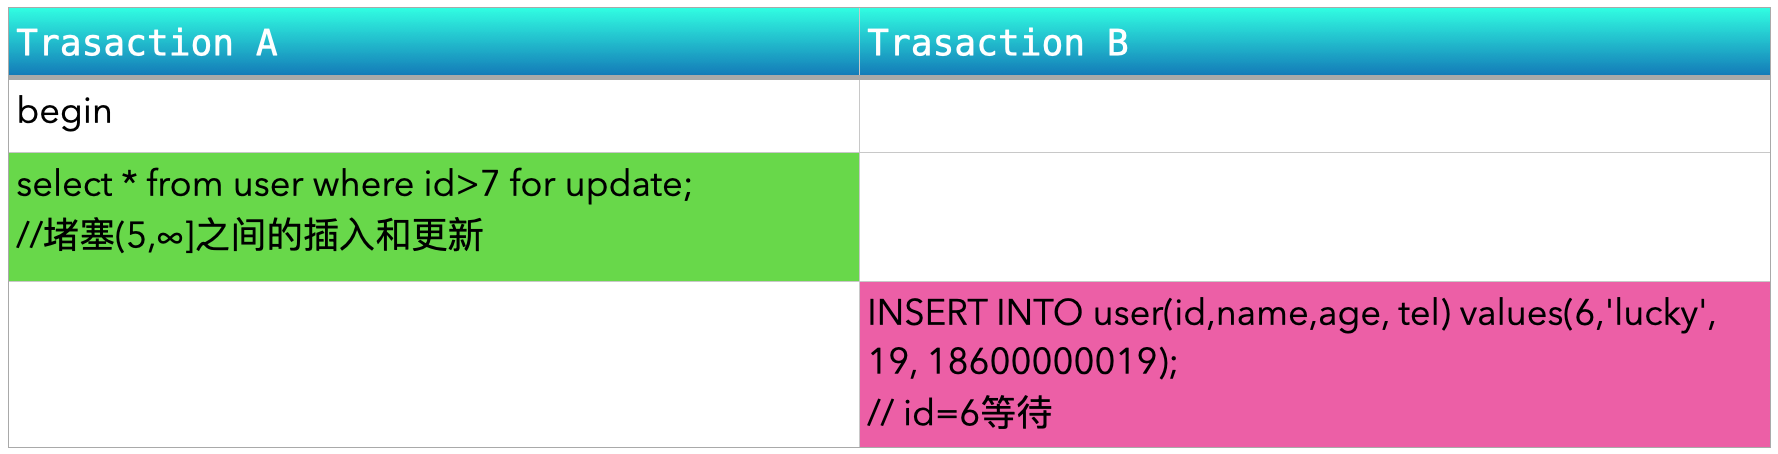 Trasaction A
Trasaction B
begin
select * from user where id>7 for update;
//堵塞(5,∞]之间的插入和更新
INSERT INTO user(id,name,age, tel) values(6,'lucky',
19, 18600000019);
// id=6等待